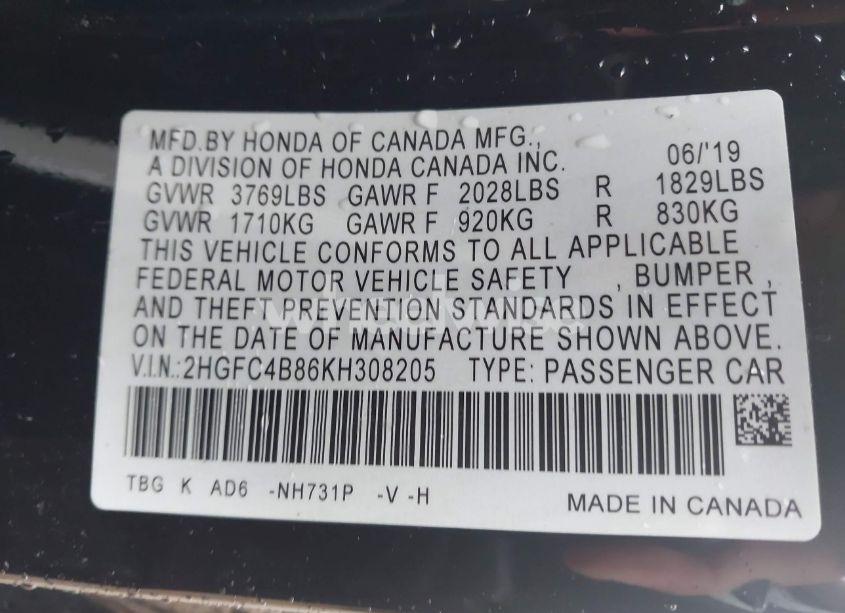 MFD.BY HONDA OF CANADA MFG.,
A DIVISION OF HONDA CANADA INC. 06/'19
GVWR 3769LBS GAWR F 2028LBS R 1829LBS
GVWR 1710KG GAWR F 920KG R 830KG
THIS VEHICLE CONFORMS TO ALL APPLICABLE
FEDERAL MOTOR VEHICLE SAFETY , BUMPER ,
AND THEFT PREVENTION STANDARDS IN EFFECT
ON THE DATE OF MANUFACTURE SHOWN ABOVE.
V.I.N.:2HGFC4B86KH308205 TYPE: PASSENGER CAR
TBG K AD6 -NH731P -V -H
MADE IN CANADA